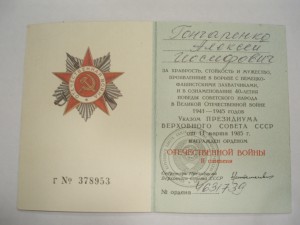 Г № 378953
Гончаренко
Алексей
Иосифович
ЗА ХРАБРОСТЬ, СТОЙКОСТЬ И МУЖЕСТВО,
ПРОЯВЛЕННЫЕ В БОРЬБЕ С НЕМЕЦКО-
ФАШИСТСКИМИ ЗАХВАТЧИКАМИ,
И В ОЗНАМЕНОВАНИЕ 40-ЛЕТИЯ
ПОБЕДЫ СОВЕТСКОГО НАРОДА
В ВЕЛИКОЙ ОТЕЧЕСТВЕННОЙ ВОЙНЕ
1941—1945 ГОДОВ
УКАЗОМ ПРЕЗИДИУМА
ВЕРХОВНОГО СОВЕТА СССР
ОТ 11 МАРТА 1985 Г.
НАГРАЖДЕН ОРДЕНОМ
ОТЕЧЕСТВЕННОЙ ВОЙНЫ
II СТЕПЕНИ
Секретарь Президиума
Верховного Совета СССР
№ ордена